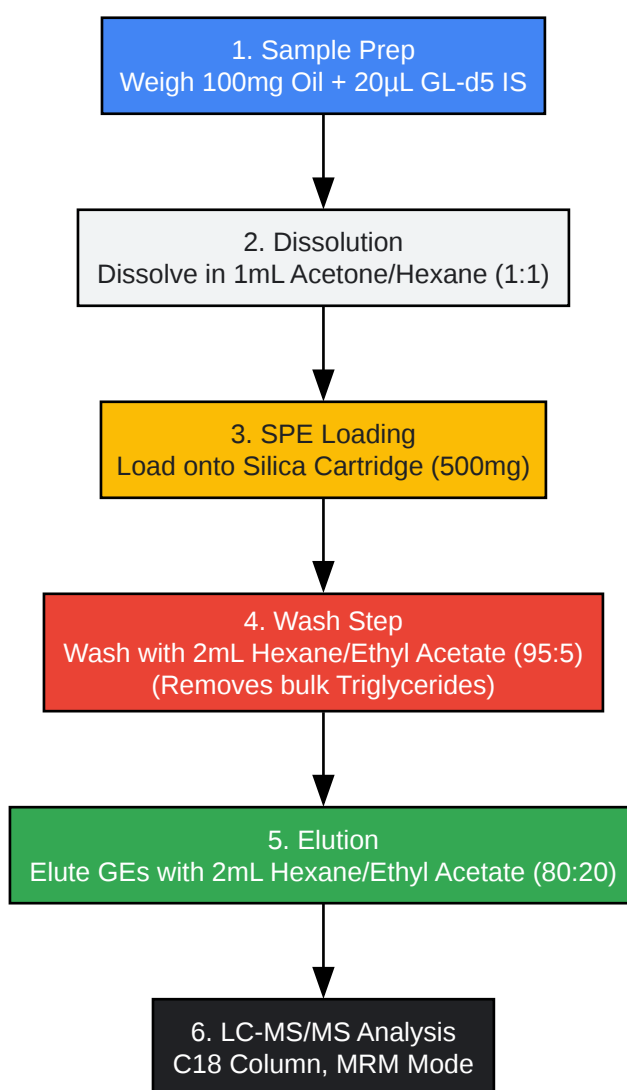 1. Sample Prep
Weigh 100mg Oil + 20µL GL-d5 IS
2. Dissolution
Dissolve in 1mL Acetone/Hexane (1:1)
3. SPE Loading
Load onto Silica Cartridge (500mg)
4. Wash Step
Wash with 2mL Hexane/Ethyl Acetate (95:5)
(Removes bulk Triglycerides)
5. Elution
Elute GEs with 2mL Hexane/Ethyl Acetate (80:20)
6. LC-MS/MS Analysis
C18 Column, MRM Mode